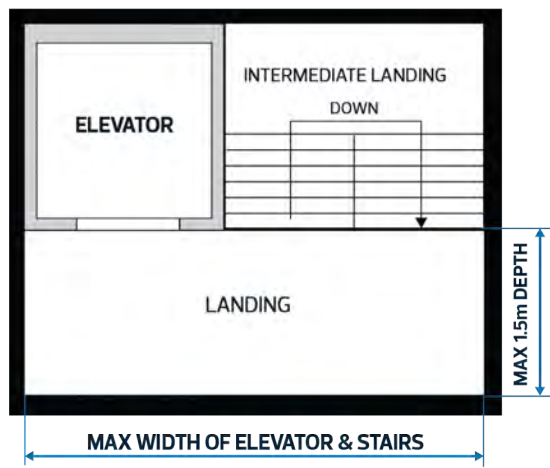 INTERMEDIATE LANDING
DOWN
ELEVATOR
LANDING
MAX 1.5m DEPTH
MAX WIDTH OF ELEVATOR & STAIRS